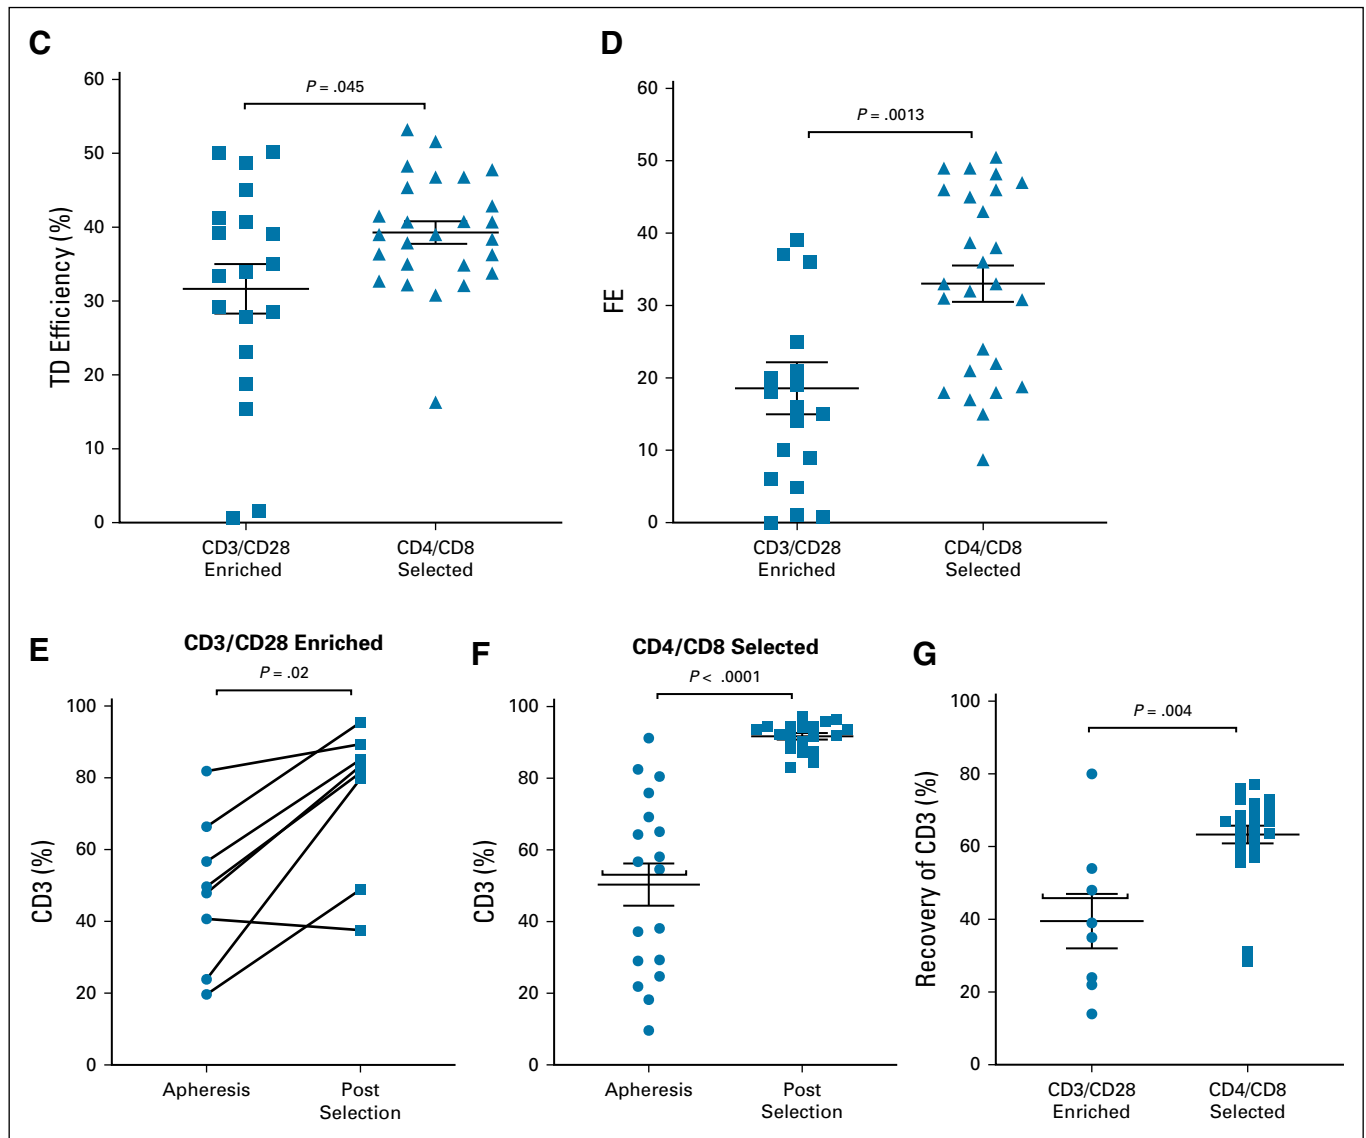 C
60
50
40
30
20
10
0
TD Efficiency (%)
P = .045
CD3/CD28
Enriched
CD4/CD8
Selected
D
60
50
40
30
20
10
0
FE
P = .0013
CD3/CD28
Enriched
CD4/CD8
Selected
E
CD3/CD28 Enriched
P = .02
100
80
60
40
20
0
CD3 (%)
Apheresis
Post
Selection
F
CD4/CD8 Selected
P < .0001
100
80
60
40
20
0
CD3 (%)
Apheresis
Post
Selection
G
P = .004
100
80
60
40
20
0
Recovery of CD3 (%)
CD3/CD28
Enriched
CD4/CD8
Selected